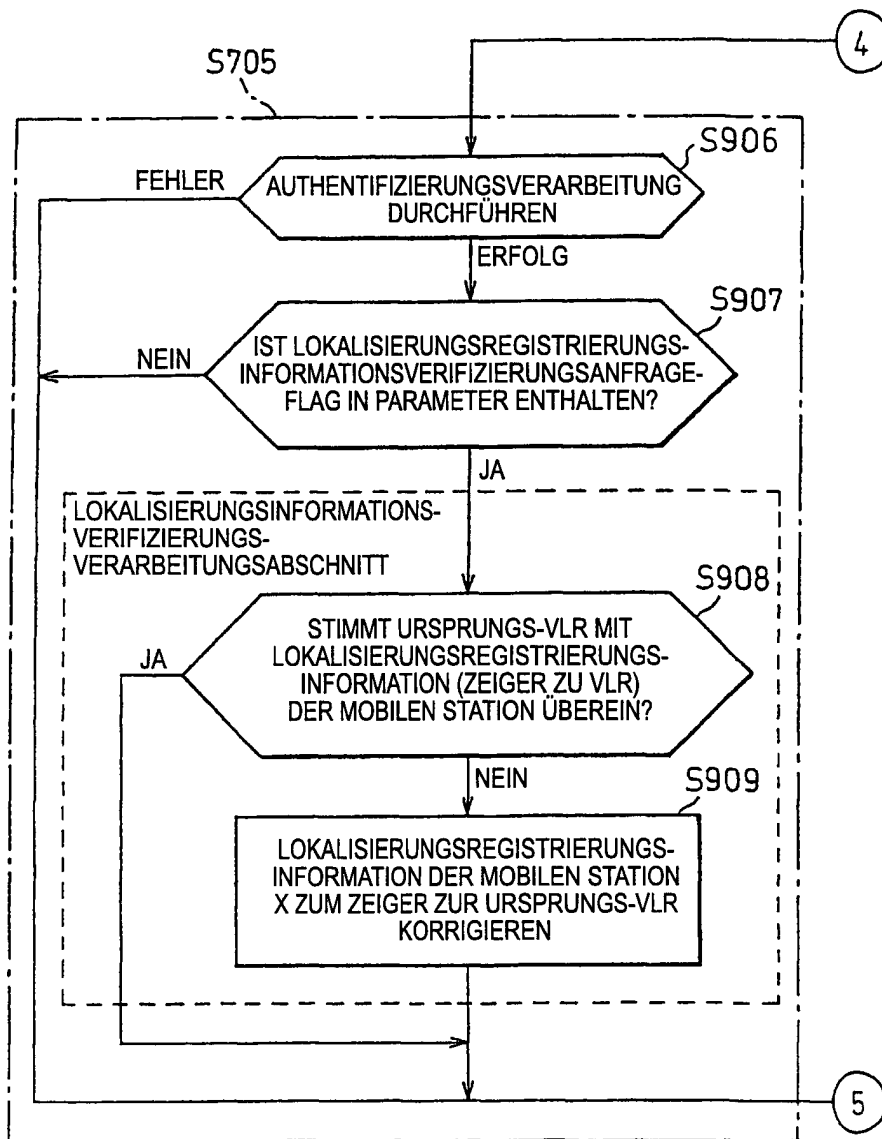 4
S705
S906
FEHLER
AUTHENTIFIZIERUNGSVERARBEITUNG
DURCHFÜHREN
ERFOLG
S907
NEIN
IST LOKALISIERUNGSREGISTRIERUNGS-
INFORMATIONSVERIFIZIERUNGSANFRAGE-
FLAG IN PARAMETER ENTHALTEN?
JA
LOKALISIERUNGSINFORMATIONS-
VERIFIZIERUNGS-
VERARBEITUNGSABSCHNITT
S908
JA
STIMMT URSPRUNGS-VLR MIT
LOKALISIERUNGSREGISTRIERUNGS-
INFORMATION (ZEIGER ZU VLR)
DER MOBILEN STATION ÜBEREIN?
NEIN
S909
LOKALISIERUNGSREGISTRIERUNGS-
INFORMATION DER MOBILEN STATION
X ZUM ZEIGER ZUR URSPRUNGS-VLR
KORRIGIEREN
5